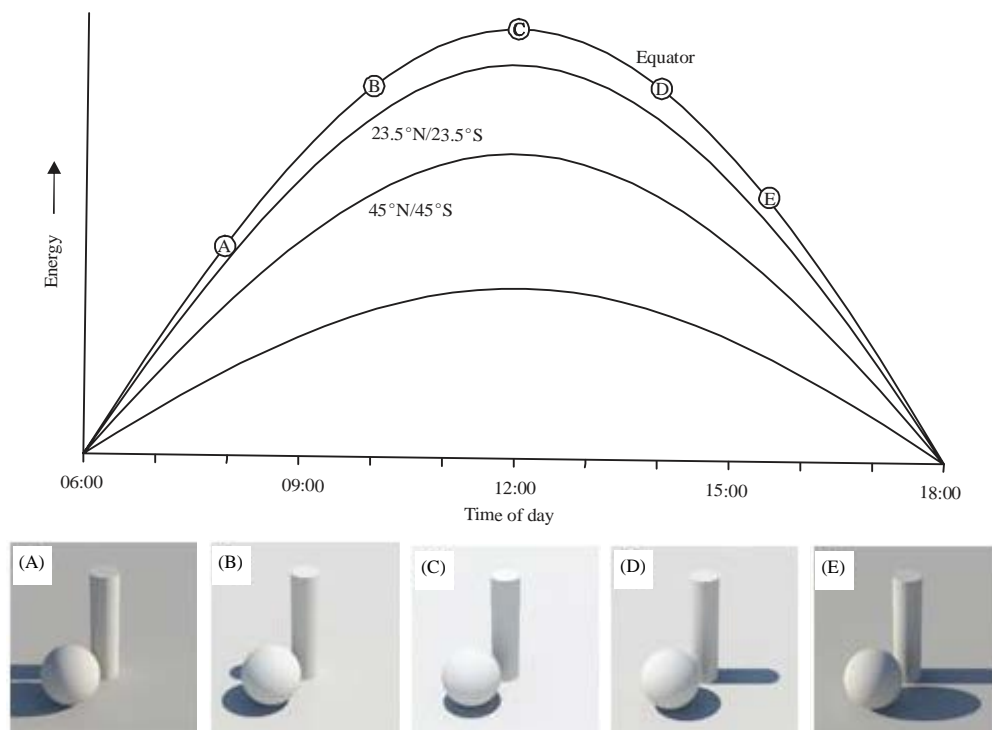 C
Equator
B
D
23.5°N/23.5°S
E
45°N/45°S
A
Energy
06:00
09:00
12:00
15:00
18:00
Time of day
(A)
(B)
(C)
(D)
(E)